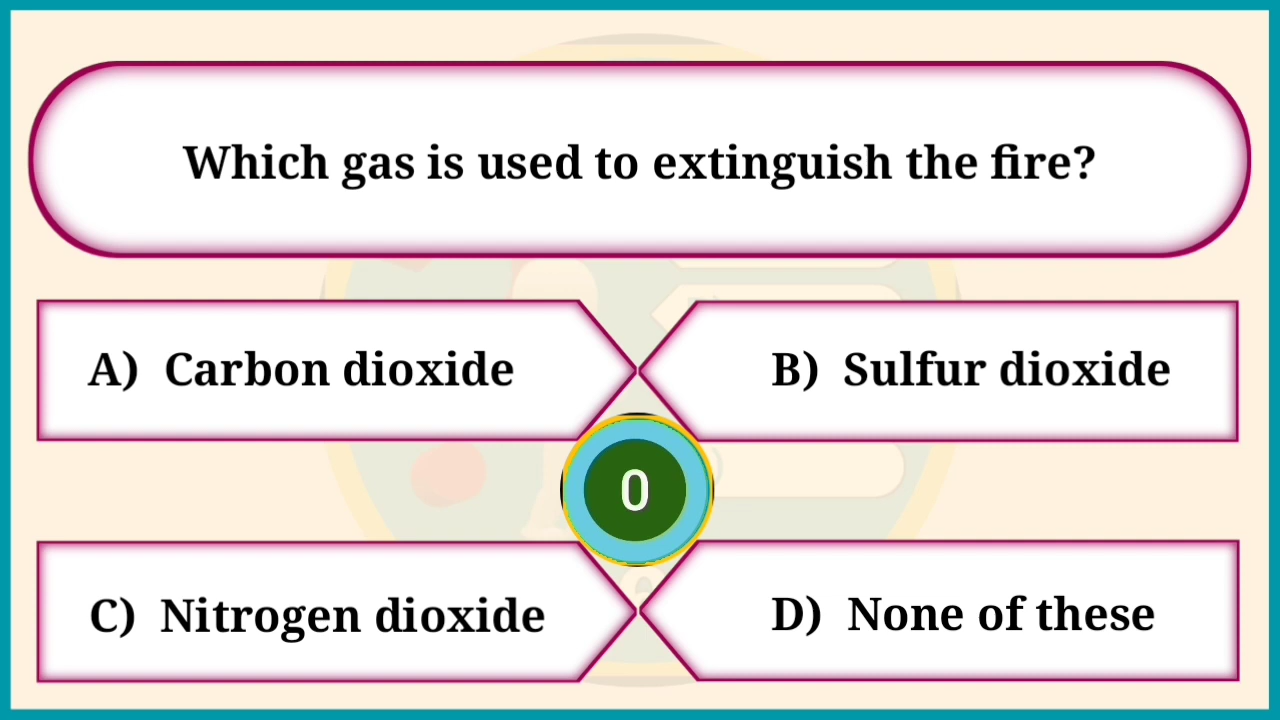 Which gas is used to extinguish the fire?
A) Carbon dioxide
B) Sulfur dioxide
0
C) Nitrogen dioxide
D) None of these